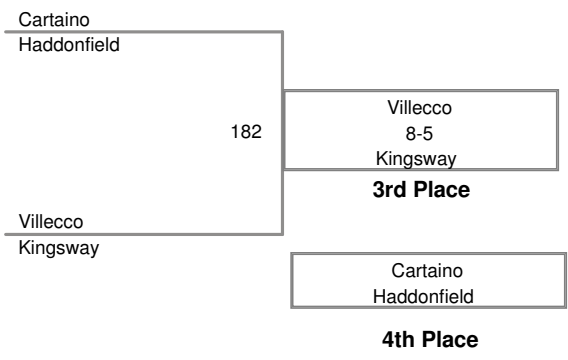 Cartaino
Haddonfield
182
Villecco
8-5
Kingsway
3rd Place
Villecco
Kingsway
Cartaino
Haddonfield
4th Place